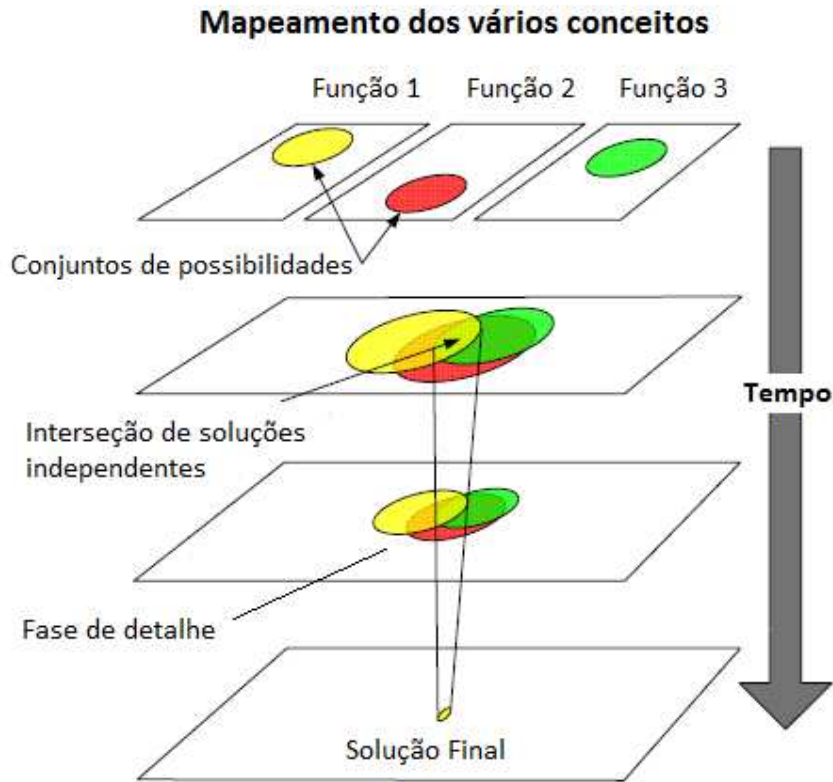 Mapeamento dos vários conceitos
Função 1
Função 2
Função 3
Conjuntos de possibilidades
Tempo
Interseção de soluções
independentes
Fase de detalhe
Solução Final